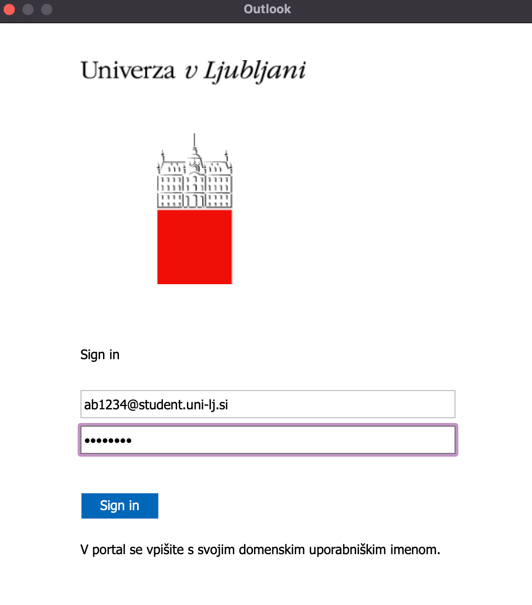 Outlook
Univerza v Ljubljani
Sign in
ab1234@student.uni-lj.si
••••••••
Sign in
V portal se vpišite s svojim domenskim uporabniškim imenom.